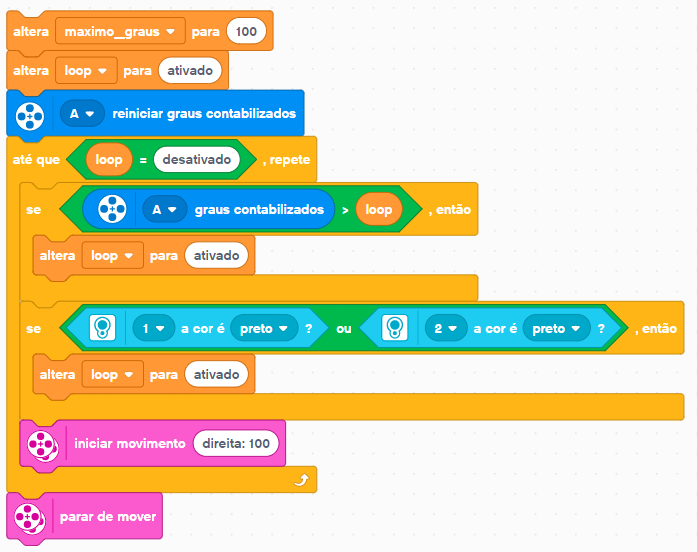 altera maximo_graus para 100
altera loop para ativado
A reiniciar graus contabilizados
até que loop = desativado , repete
se A graus contabilizados > loop , então
altera loop para ativado
se 1 a cor é preto ? ou 2 a cor é preto ? , então
altera loop para ativado
iniciar movimento direita: 100
parar de mover